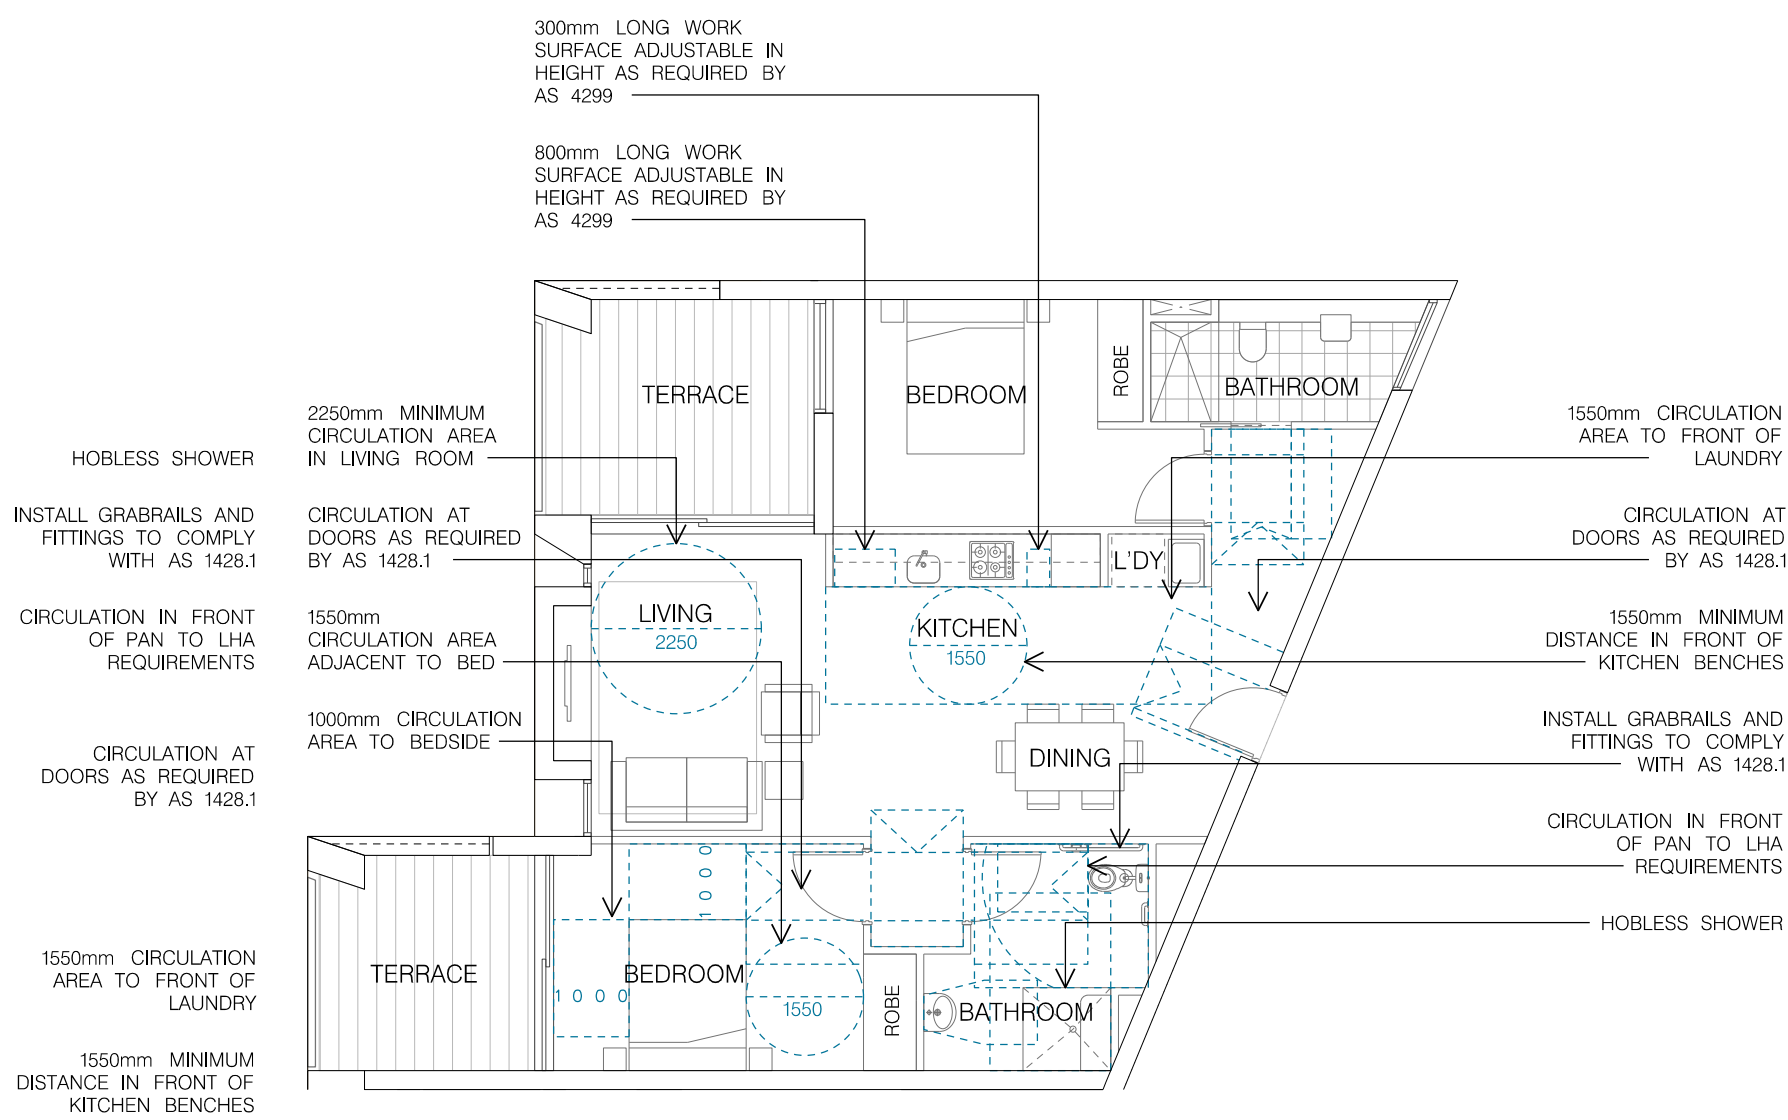 300mm LONG WORK
SURFACE ADJUSTABLE IN
HEIGHT AS REQUIRED BY
AS 4299
800mm LONG WORK
SURFACE ADJUSTABLE IN
HEIGHT AS REQUIRED BY
AS 4299
HOBLESS SHOWER
INSTALL GRABRAILS AND
FITTINGS TO COMPLY
WITH AS 1428.1
CIRCULATION IN FRONT
OF PAN TO LHA
REQUIREMENTS
CIRCULATION AT
DOORS AS REQUIRED
BY AS 1428.1
1550mm CIRCULATION
AREA TO FRONT OF
LAUNDRY
1550mm MINIMUM
DISTANCE IN FRONT OF
KITCHEN BENCHES
2250mm MINIMUM
CIRCULATION AREA
IN LIVING ROOM
CIRCULATION AT
DOORS AS REQUIRED
BY AS 1428.1
1550mm
CIRCULATION AREA
ADJACENT TO BED
1000mm CIRCULATION
AREA TO BEDSIDE
TERRACE
BEDROOM
ROBE
BATHROOM
L'DY
LIVING
2250
KITCHEN
1550
DINING
1000
TERRACE
BEDROOM
1000
1550
ROBE
BATHROOM
1550mm CIRCULATION
AREA TO FRONT OF
LAUNDRY
CIRCULATION AT
DOORS AS REQUIRED
BY AS 1428.1
1550mm MINIMUM
DISTANCE IN FRONT OF
KITCHEN BENCHES
INSTALL GRABRAILS AND
FITTINGS TO COMPLY
WITH AS 1428.1
CIRCULATION IN FRONT
OF PAN TO LHA
REQUIREMENTS
HOBLESS SHOWER